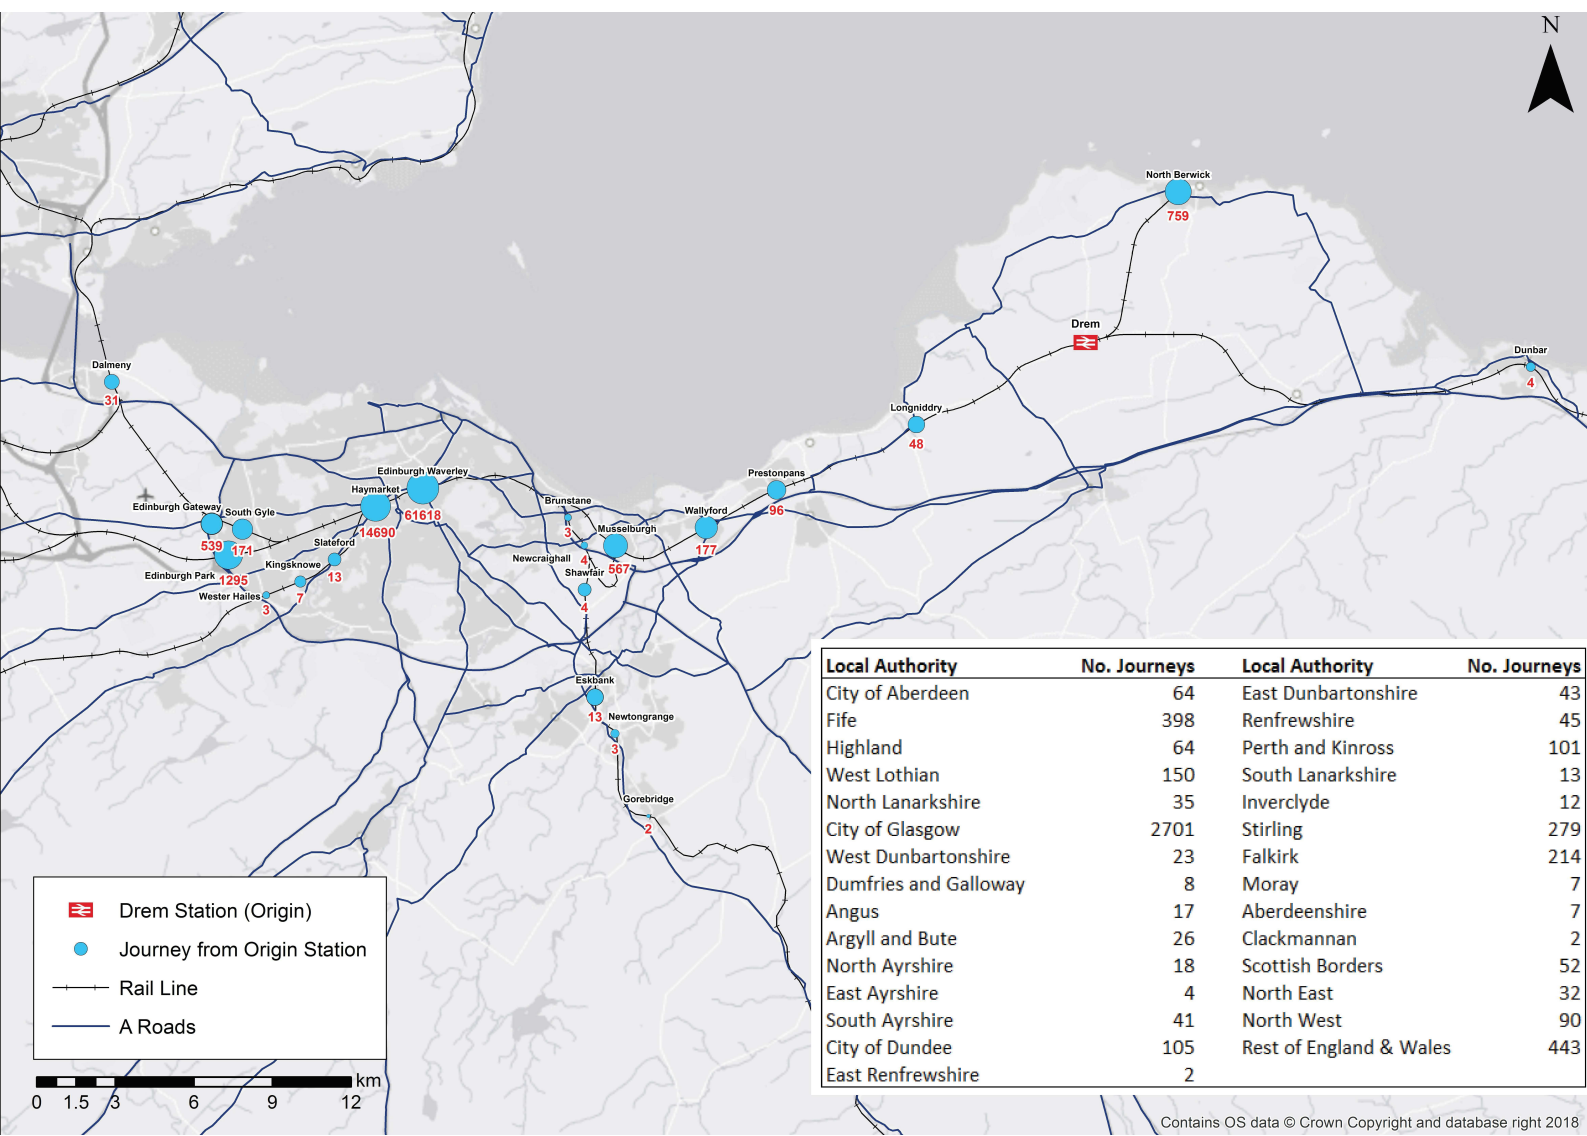 N
North Berwick
759
Drem
Dunbar
4
Dalmeny
31
Longniddry
48
Edinburgh Waverley
61618
Haymarket
14690
Prestonpans
96
Edinburgh Gateway
539
South Gyle
171
Brunstane
3
Musselburgh
567
Wallyford
177
Slateford
13
Newcraighall
4
Kingsknowe
7
Edinburgh Park
1295
Shawfair
4
Wester Hailes
3
Eskbank
13
Newtongrange
3
Gorebridge
2
Local Authority No. Journeys Local Authority No. Journeys
City of Aberdeen 64 East Dunbartonshire 43
Fife 398 Renfrewshire 45
Highland 64 Perth and Kinross 101
West Lothian 150 South Lanarkshire 13
North Lanarkshire 35 Inverclyde 12
City of Glasgow 2701 Stirling 279
West Dunbartonshire 23 Falkirk 214
Dumfries and Galloway 8 Moray 7
Angus 17 Aberdeenshire 7
Argyll and Bute 26 Clackmannan 2
North Ayrshire 18 Scottish Borders 52
East Ayrshire 4 North East 32
South Ayrshire 41 North West 90
City of Dundee 105 Rest of England & Wales 443
East Renfrewshire 2
Drem Station (Origin)
Journey from Origin Station
Rail Line
A Roads
km
0 1.5 3 6 9 12
Contains OS data © Crown Copyright and database right 2018